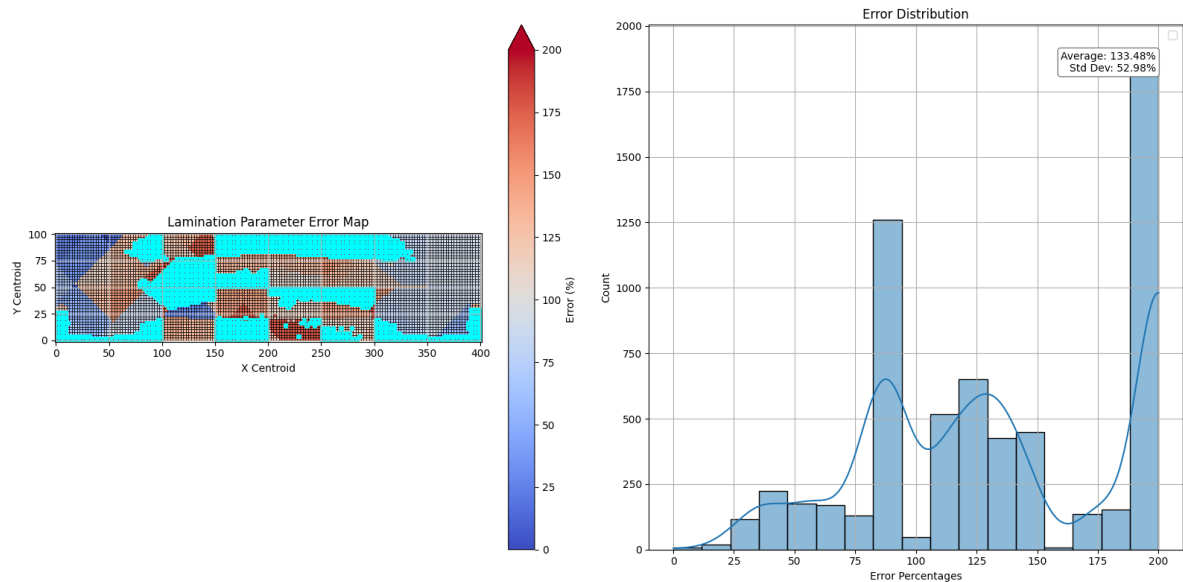 Lamination Parameter Error Map
100
75
50
25
0
Y Centroid
0 50 100 150 200 250 300 350 400
X Centroid
200
175
150
125
100
75
50
25
0
Error (%)
Error Distribution
Average: 133.48%
Std Dev: 52.98%
2000
1750
1500
1250
1000
750
500
250
0
Count
0 25 50 75 100 125 150 175 200
Error Percentages